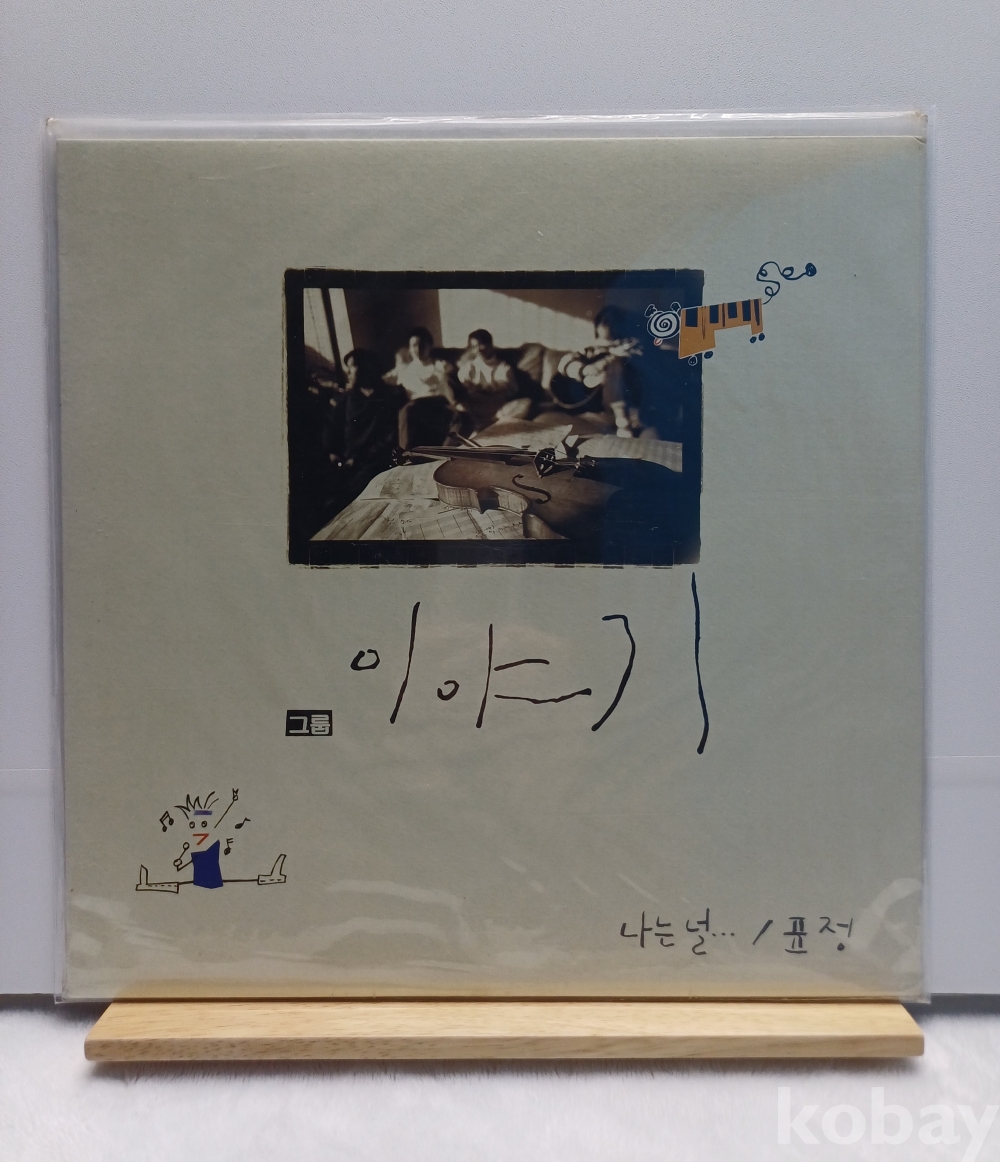 이야기
그룹
나는 널... / 표정
kobay